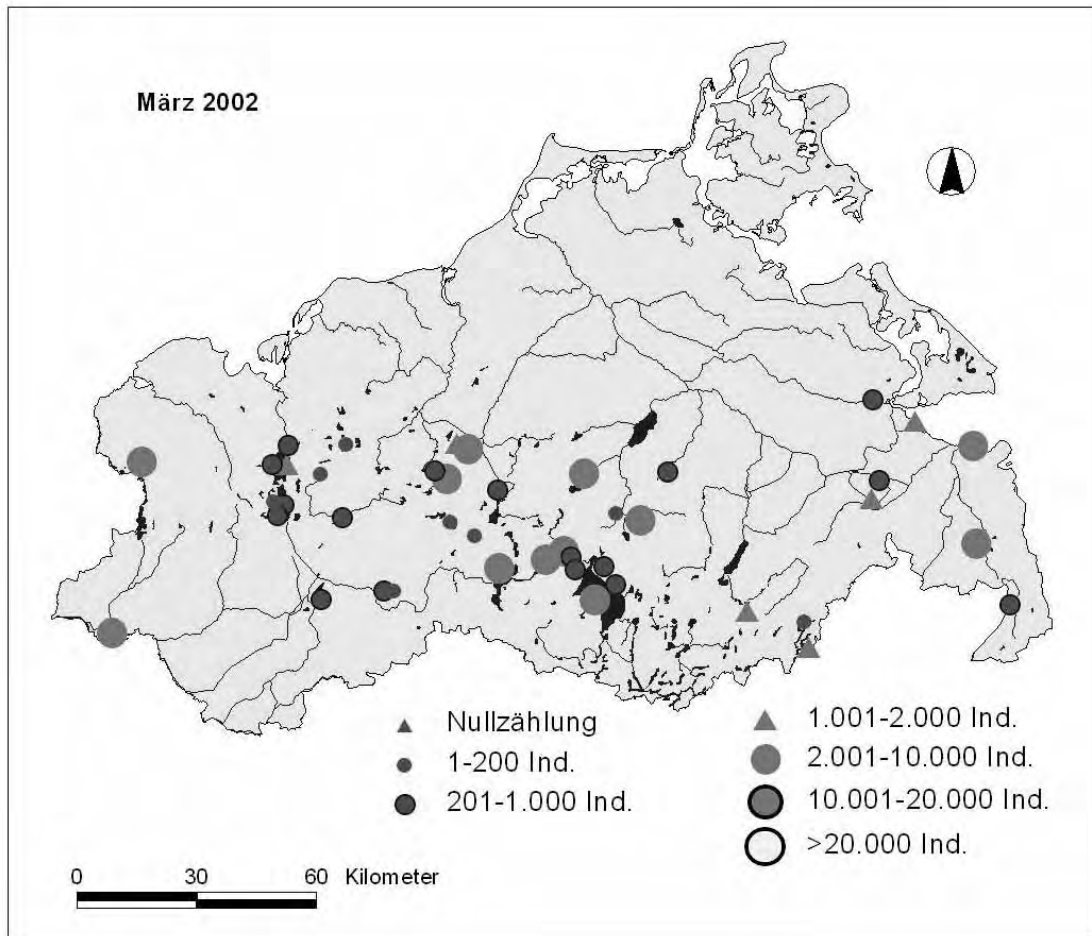 März 2002
Nullzählung
1-200 Ind.
201-1.000 Ind.
1.001-2.000 Ind.
2.001-10.000 Ind.
10.001-20.000 Ind.
>20.000 Ind.
0 30 60 Kilometer